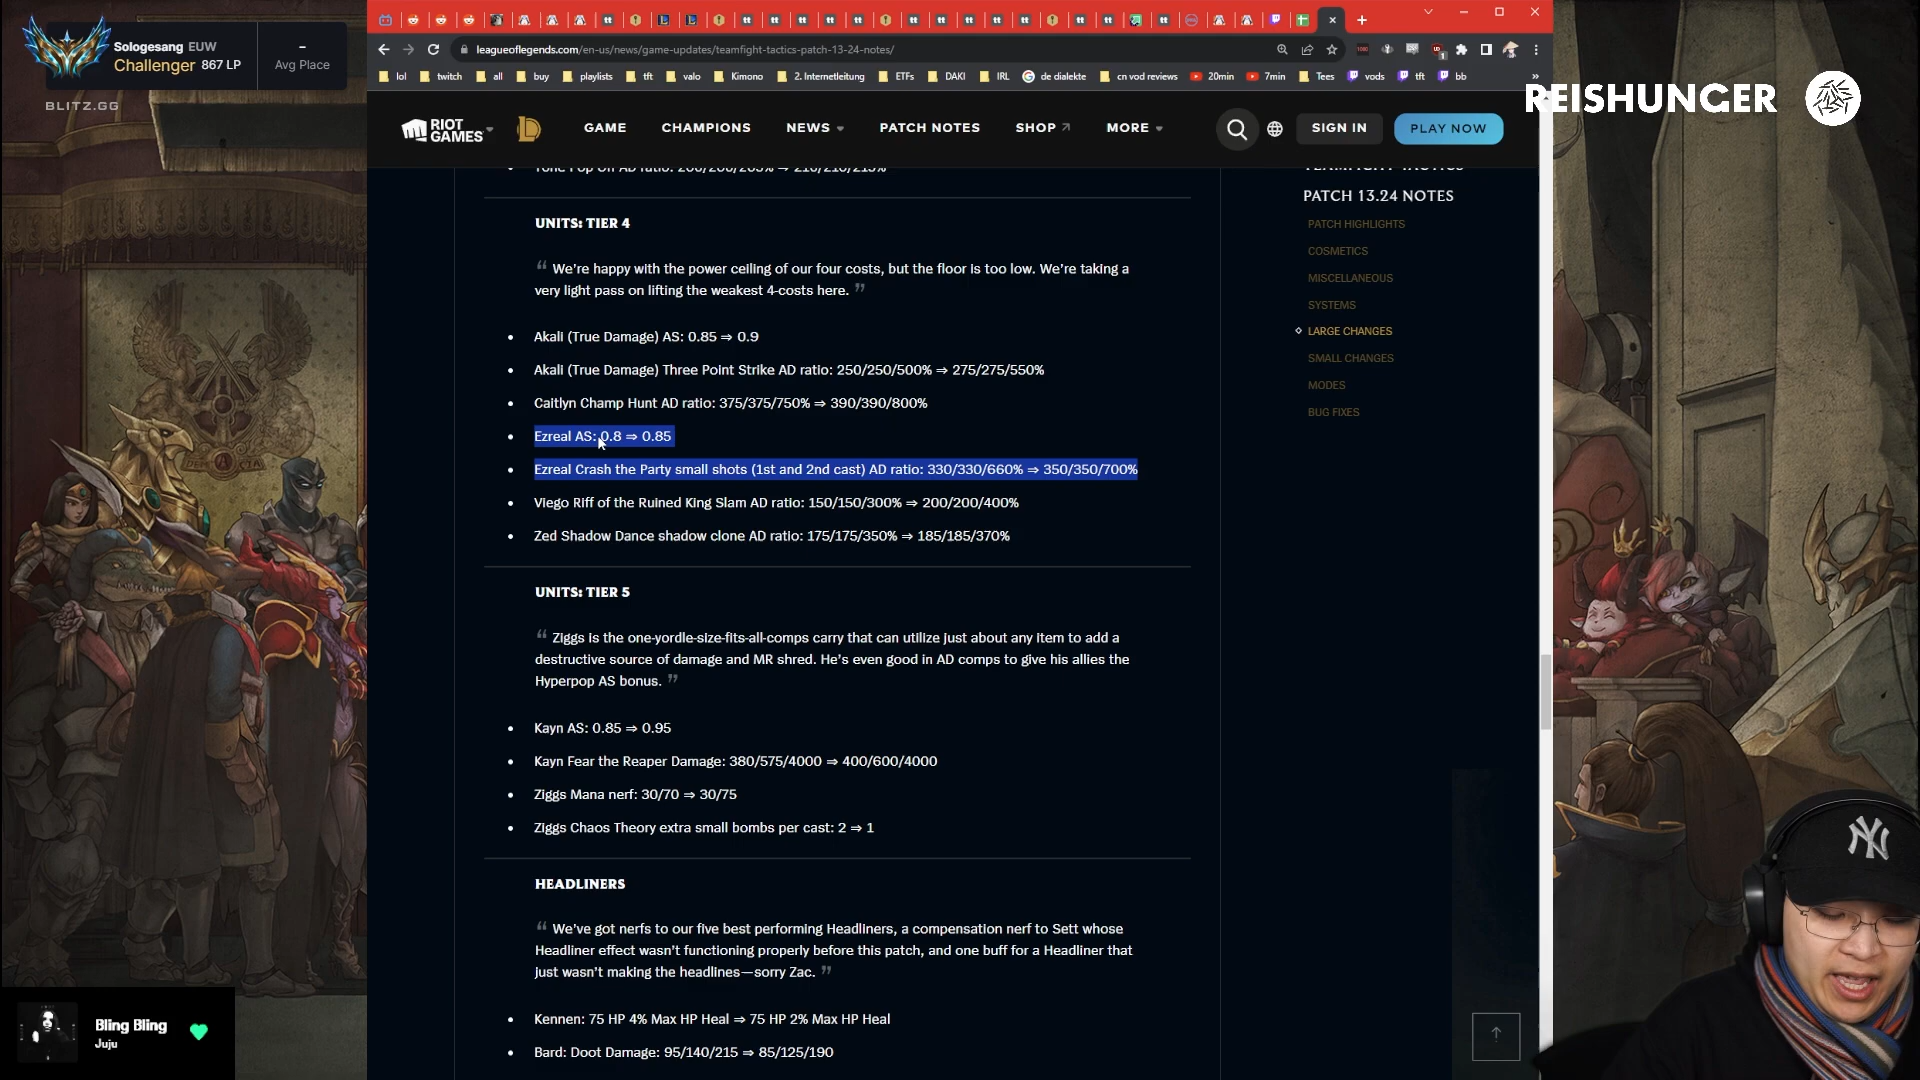 Sologesang EUW
Challenger 867 LP
–
Avg Place
BLITZ.GG
leagueoflegends.com/en-us/news/game-updates/teamfight-tactics-patch-13-24-notes/
lol
twitch
all
buy
playlists
tft
valo
Kimono
2. Internetleitung
ETFs
DAKI
IRL
de dialekte
cn vod reviews
20min
7min
Tees
vods
tft
bb
»
REISHUNGER
RIOT GAMES
GAME
CHAMPIONS
NEWS
PATCH NOTES
SHOP
MORE
SIGN IN
PLAY NOW
UNITS: TIER 4
“ We’re happy with the power ceiling of our four costs, but the floor is too low. We’re taking a
very light pass on lifting the weakest 4-costs here. ”
• Akali (True Damage) AS: 0.85 ⇒ 0.9
• Akali (True Damage) Three Point Strike AD ratio: 250/250/500% ⇒ 275/275/550%
• Caitlyn Champ Hunt AD ratio: 375/375/750% ⇒ 390/390/800%
• Ezreal AS: 0.8 ⇒ 0.85
• Ezreal Crash the Party small shots (1st and 2nd cast) AD ratio: 330/330/660% ⇒ 350/350/700%
• Viego Riff of the Ruined King Slam AD ratio: 150/150/300% ⇒ 200/200/400%
• Zed Shadow Dance shadow clone AD ratio: 175/175/350% ⇒ 185/185/370%
UNITS: TIER 5
“ Ziggs is the one-yordle-size-fits-all-comps carry that can utilize just about any item to add a
destructive source of damage and MR shred. He’s even good in AD comps to give his allies the
Hyperpop AS bonus. ”
• Kayn AS: 0.85 ⇒ 0.95
• Kayn Fear the Reaper Damage: 380/575/4000 ⇒ 400/600/4000
• Ziggs Mana nerf: 30/70 ⇒ 30/75
• Ziggs Chaos Theory extra small bombs per cast: 2 ⇒ 1
HEADLINERS
“ We’ve got nerfs to our five best performing Headliners, a compensation nerf to Sett whose
Headliner effect wasn’t functioning properly before this patch, and one buff for a Headliner that
just wasn’t making the headlines—sorry Zac. ”
• Kennen: 75 HP 4% Max HP Heal ⇒ 75 HP 2% Max HP Heal
• Bard: Doot Damage: 95/140/215 ⇒ 85/125/190
TEAMFIGHT TACTICS
PATCH 13.24 NOTES
PATCH HIGHLIGHTS
COSMETICS
MISCELLANEOUS
SYSTEMS
LARGE CHANGES
SMALL CHANGES
MODES
BUG FIXES
Bling Bling
Juju
NY